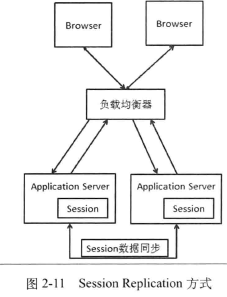 Browser Browser
负载均衡器
Application Server Application Server
Session Session
Session数据同步
图 2-11 Session Replication 方式